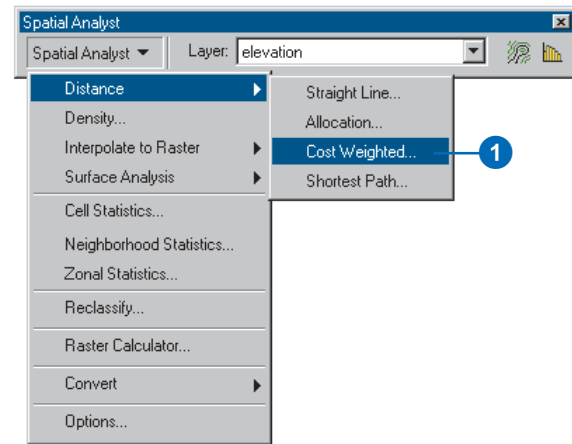 Spatial Analyst
Spatial Analyst Layer: elevation
Distance
Density...
Interpolate to Raster
Surface Analysis
Cell Statistics...
Neighborhood Statistics...
Zonal Statistics...
Reclassify...
Raster Calculator...
Convert
Options...
Straight Line...
Allocation...
Cost Weighted... 1
Shortest Path...